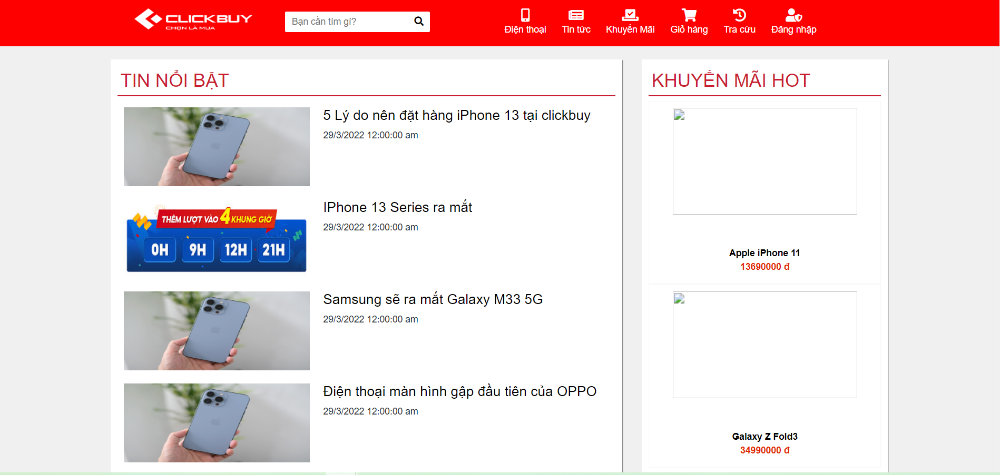 CLICKBUY
CHỌN LÀ MUA
Bạn cần tìm gì?
Điện thoại
Tin tức
Khuyến Mãi
Giỏ hàng
Tra cứu
Đăng nhập
TIN NỔI BẬT
5 Lý do nên đặt hàng iPhone 13 tại clickbuy
29/3/2022 12:00:00 am
THÊM LƯỢT VÀO 4 KHUNG GIỜ
0H 9H 12H 21H
IPhone 13 Series ra mắt
29/3/2022 12:00:00 am
Samsung sẽ ra mắt Galaxy M33 5G
29/3/2022 12:00:00 am
Điện thoại màn hình gập đầu tiên của OPPO
29/3/2022 12:00:00 am
KHUYẾN MÃI HOT
Apple iPhone 11
13690000 đ
Galaxy Z Fold3
34990000 đ